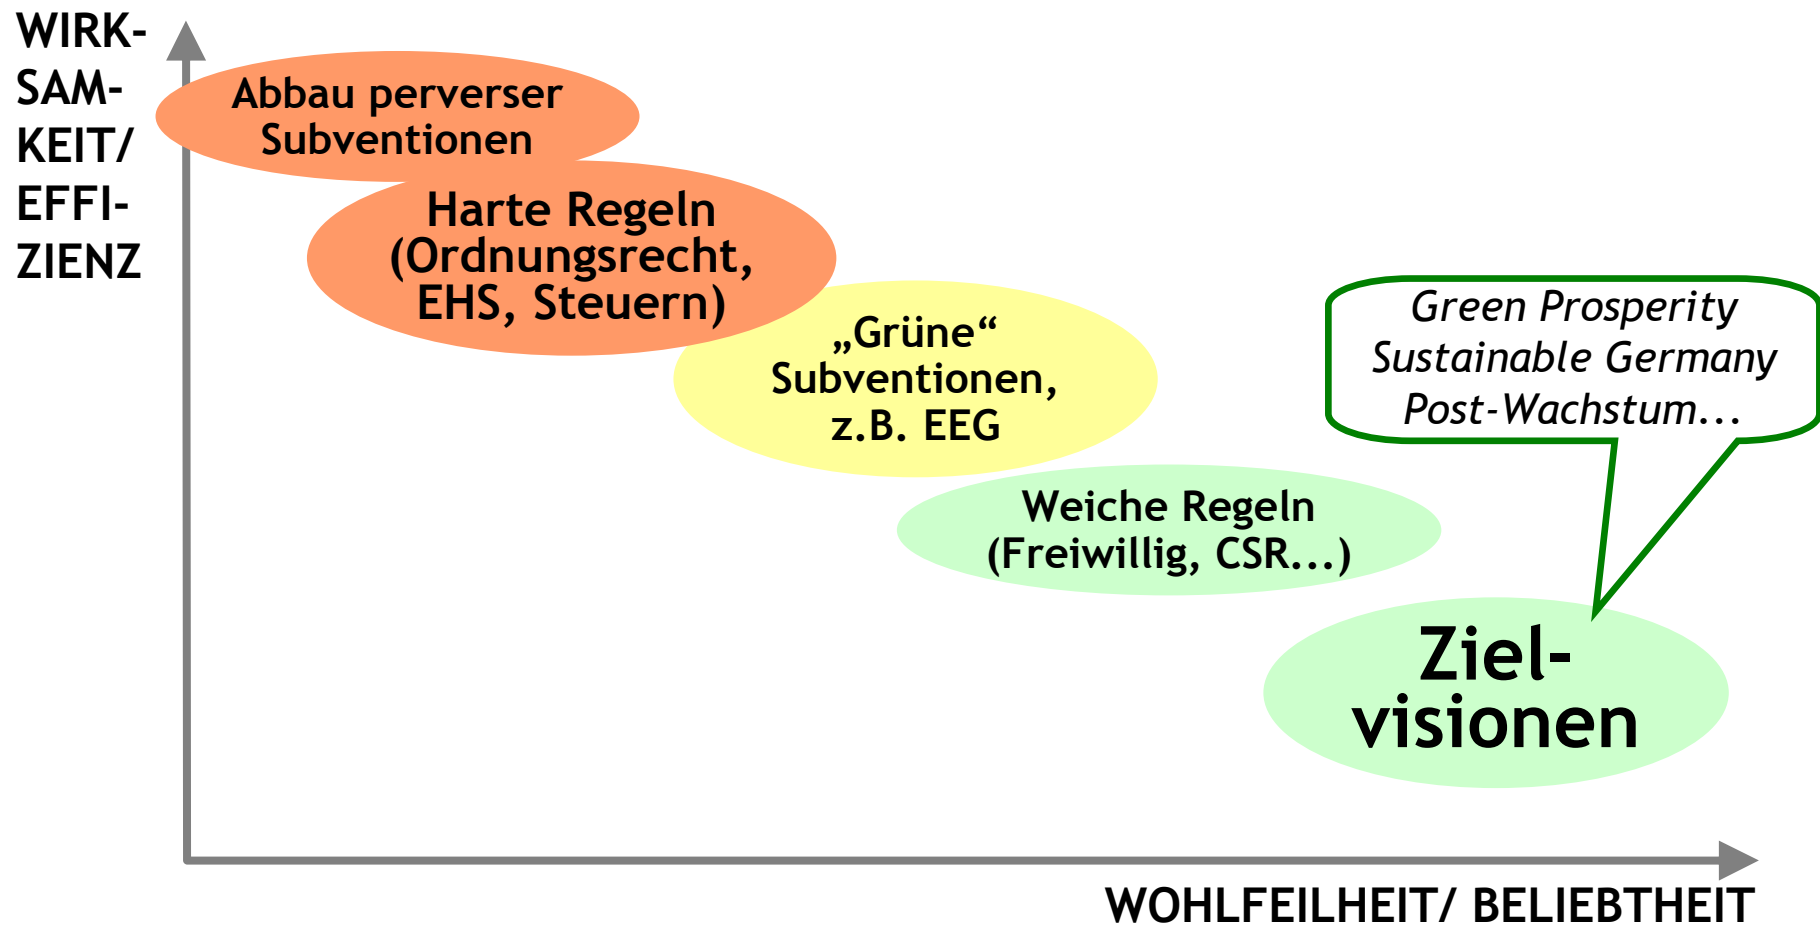 WIRK-
SAM-
KEIT/
EFFI-
ZIENZ
Abbau perverser
Subventionen
Harte Regeln
(Ordnungsrecht,
EHS, Steuern)
„Grüne“
Subventionen,
z.B. EEG
Green Prosperity
Sustainable Germany
Post-Wachstum...
Weiche Regeln
(Freiwillig, CSR...)
Ziel-
visionen
WOHLFEILHEIT/ BELIEBTHEIT